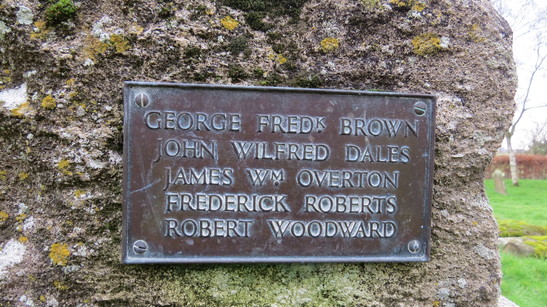 GEORGE FREDK BROWN
JOHN WILFRED DALES
JAMES WM OVERTON
FREDERICK ROBERTS
ROBERT WOODWARD